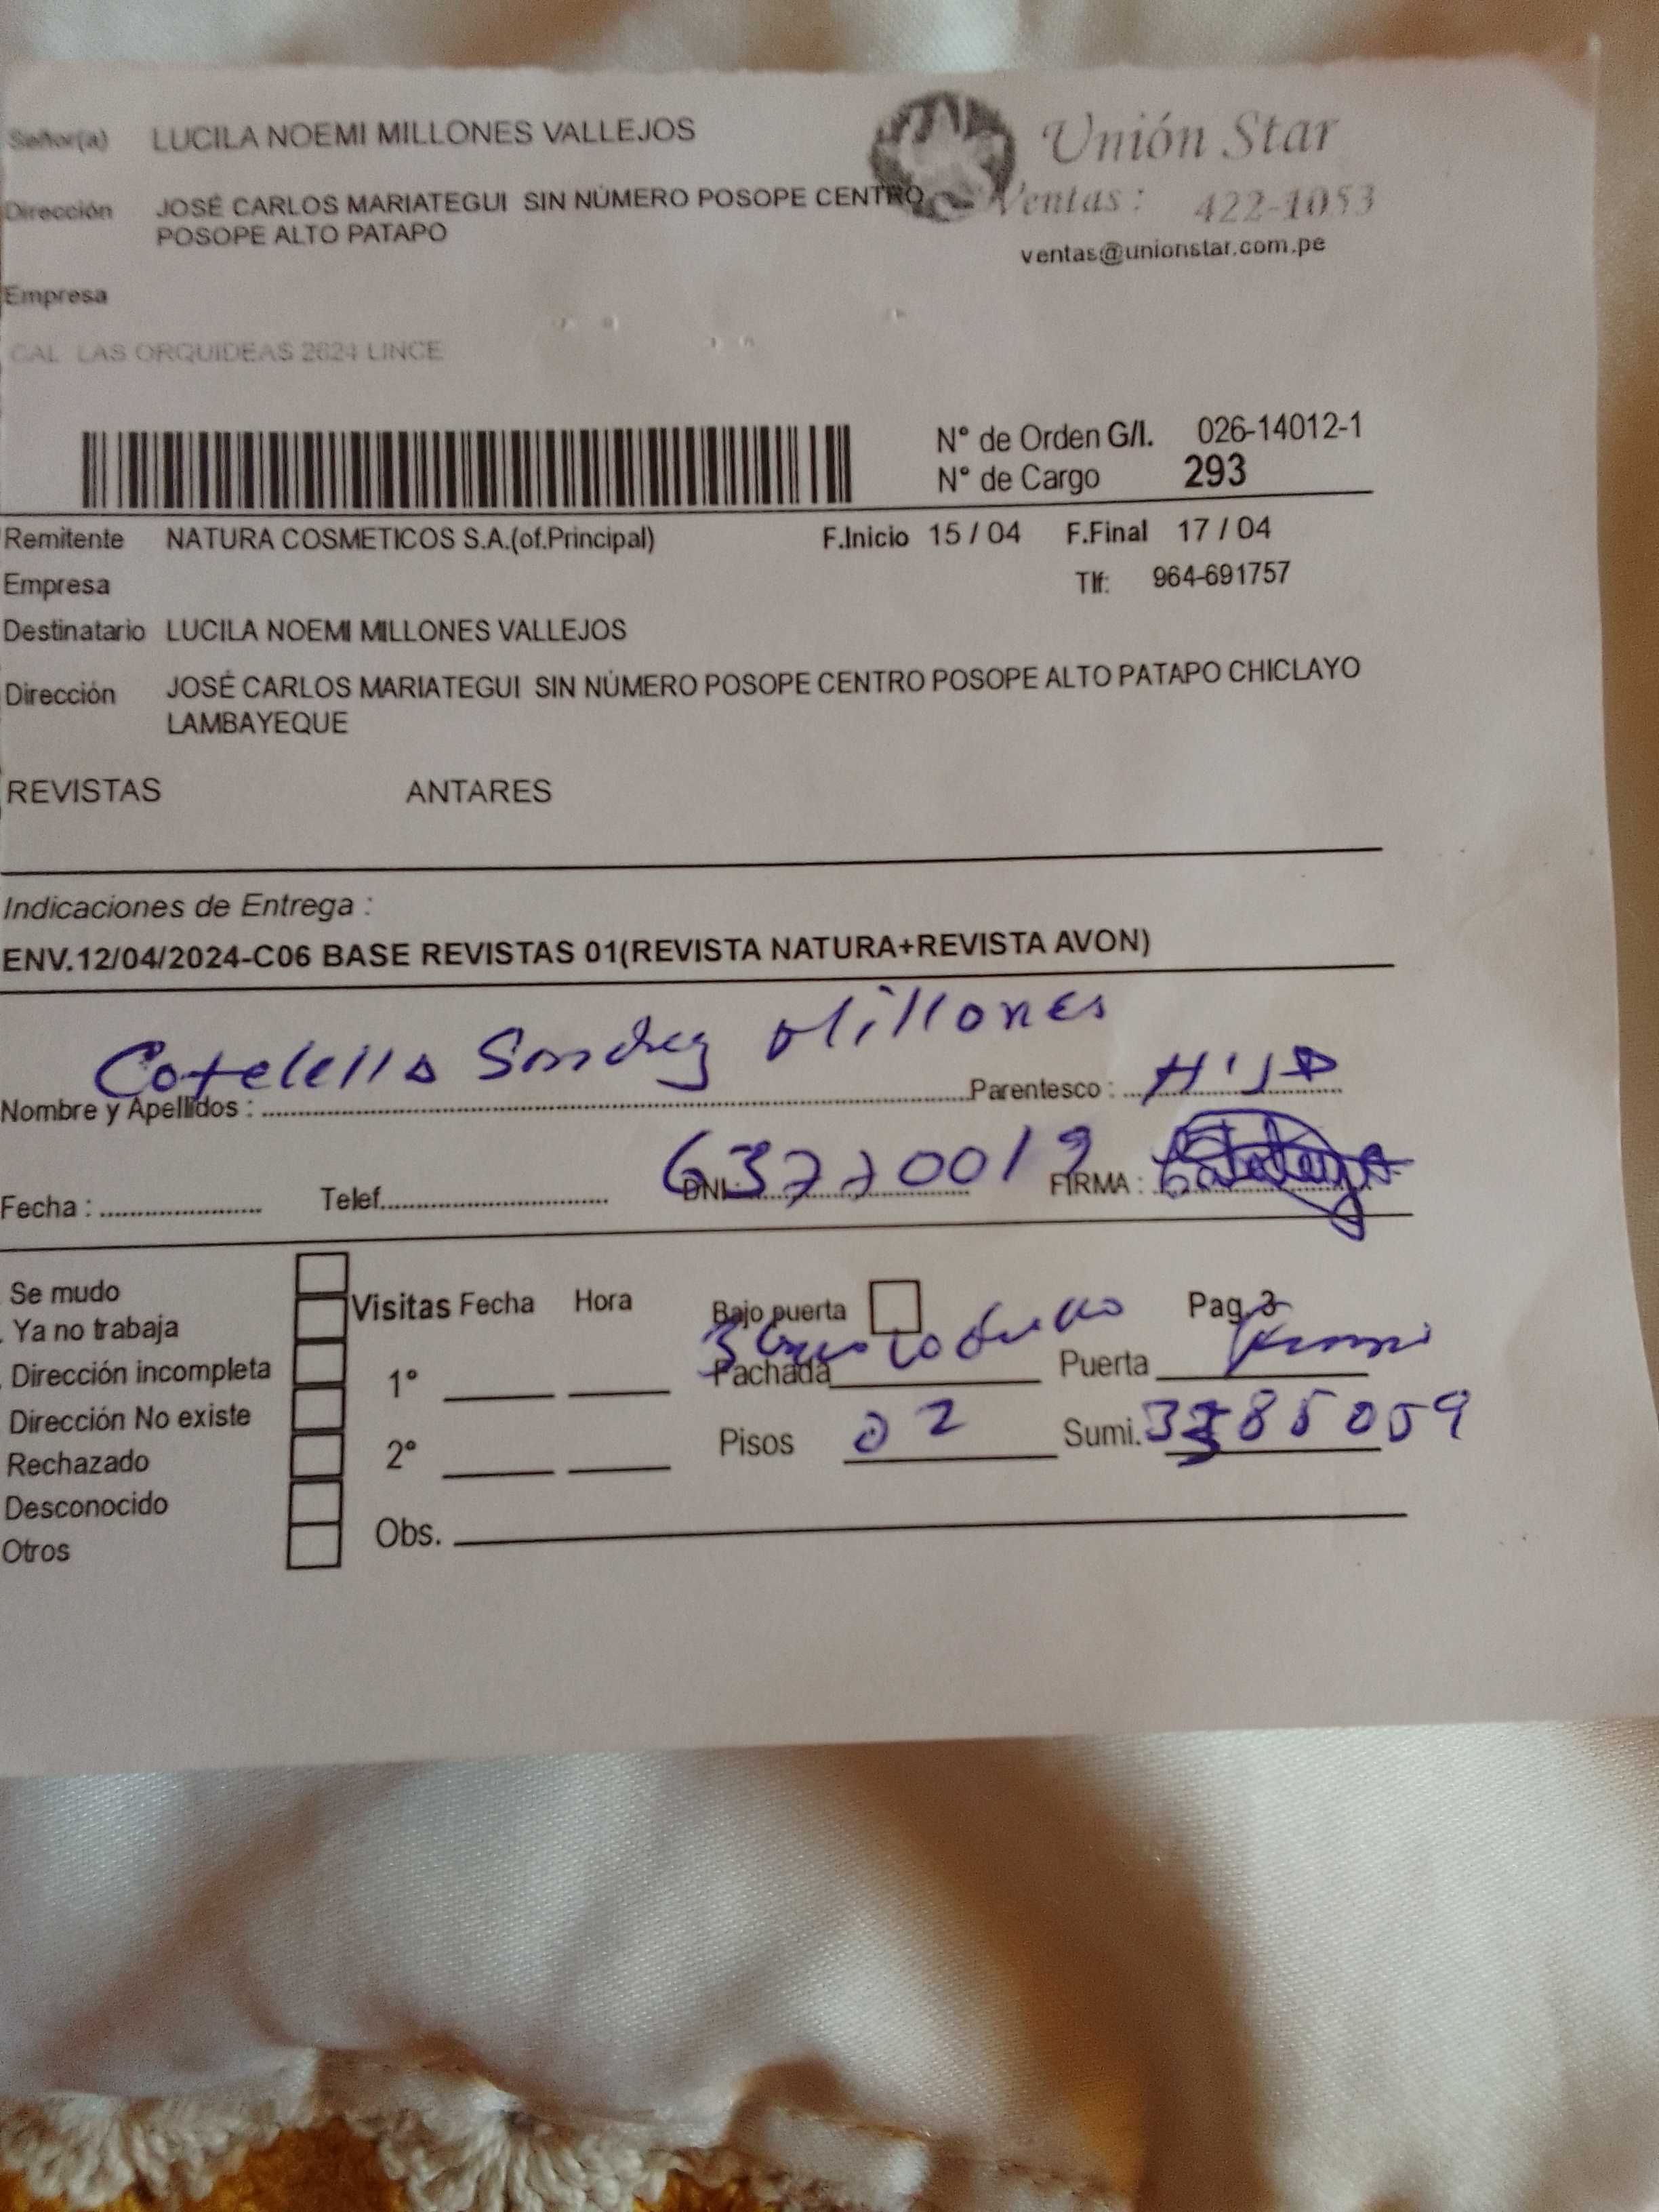 Señor(a) LUCILA NOEMI MILLONES VALLEJOS
Unión Star
Dirección JOSÉ CARLOS MARIATEGUI SIN NÚMERO POSOPE CENTRO
POSOPE ALTO PATAPO
Ventas: 422-1053
ventas@unionstar.com.pe
Empresa
CAL LAS ORQUIDEAS 2624 LINCE
N° de Orden G/I. 026-14012-1
N° de Cargo 293
Remitente NATURA COSMETICOS S.A.(of.Principal) F.Inicio 15 / 04 F.Final 17 / 04
Empresa Tlf: 964-691757
Destinatario LUCILA NOEMI MILLONES VALLEJOS
Dirección JOSÉ CARLOS MARIATEGUI SIN NÚMERO POSOPE CENTRO POSOPE ALTO PATAPO CHICLAYO
LAMBAYEQUE
REVISTAS ANTARES
Indicaciones de Entrega :
ENV.12/04/2024-C06 BASE REVISTAS 01(REVISTA NATURA+REVISTA AVON)
Millones
Nombre y Apellidos : Parentesco : HIJA
Fecha : Telef. DNI: 63770019 FIRMA :
Se mudo
Ya no trabaja
Dirección incompleta
Dirección No existe
Rechazado
Desconocido
Otros
Visitas Fecha Hora
1°
2°
Obs.
Bajo puerta Pag.3
Fachada Puerta
Pisos 02 Sumi.